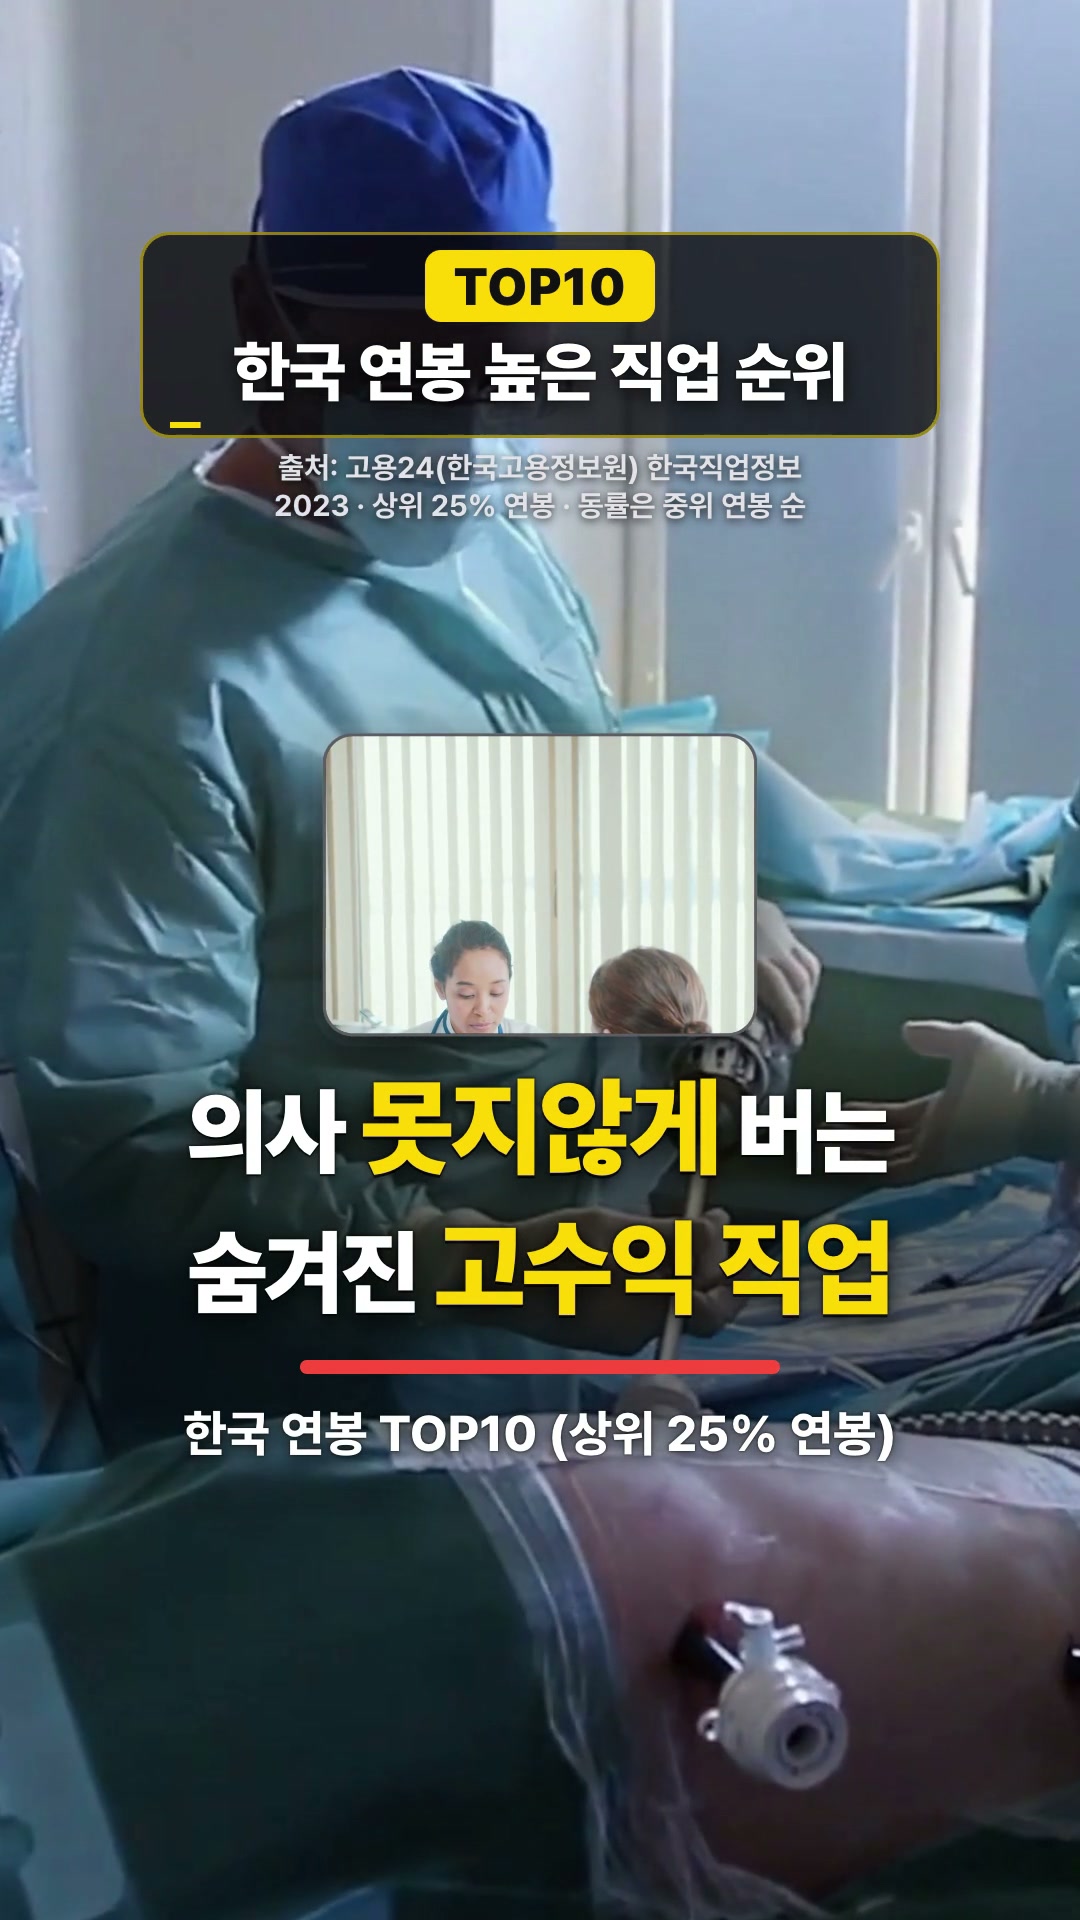 TOP10
한국 연봉 높은 직업 순위
출처: 고용24(한국고용정보원) 한국직업정보
2023 · 상위 25% 연봉 · 동률은 중위 연봉 순
의사 못지않게 버는
숨겨진 고수익 직업
한국 연봉 TOP10 (상위 25% 연봉)